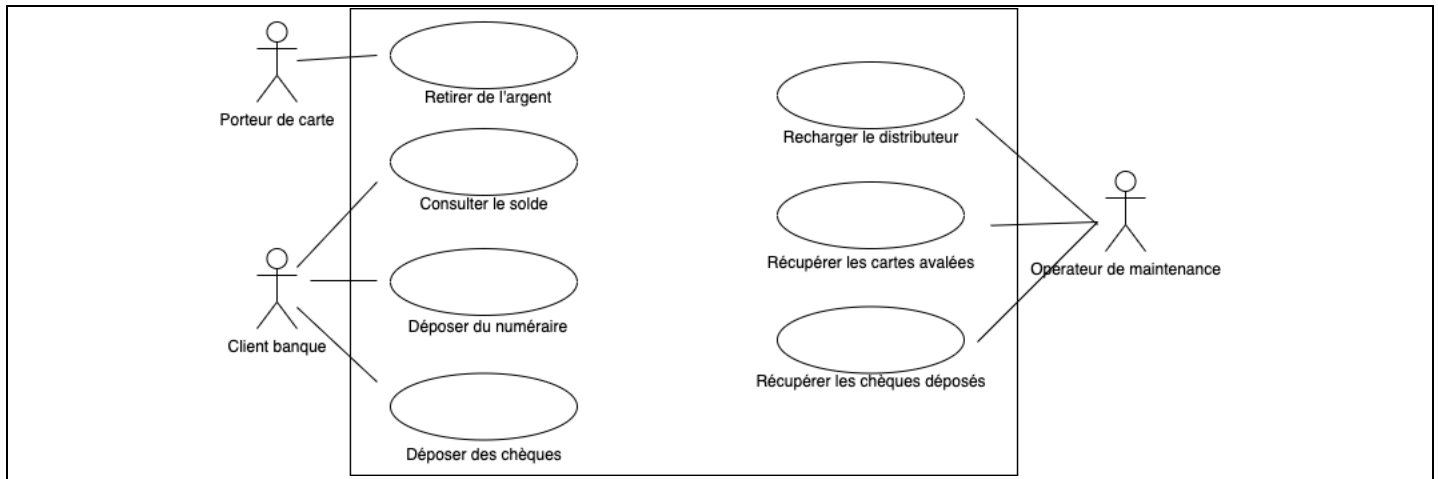 Retirer de l'argent
Porteur de carte
Consulter le solde
Déposer du numéraire
Client banque
Déposer des chèques
Recharger le distributeur
Récupérer les cartes avalées
Opérateur de maintenance
Récupérer les chèques déposés